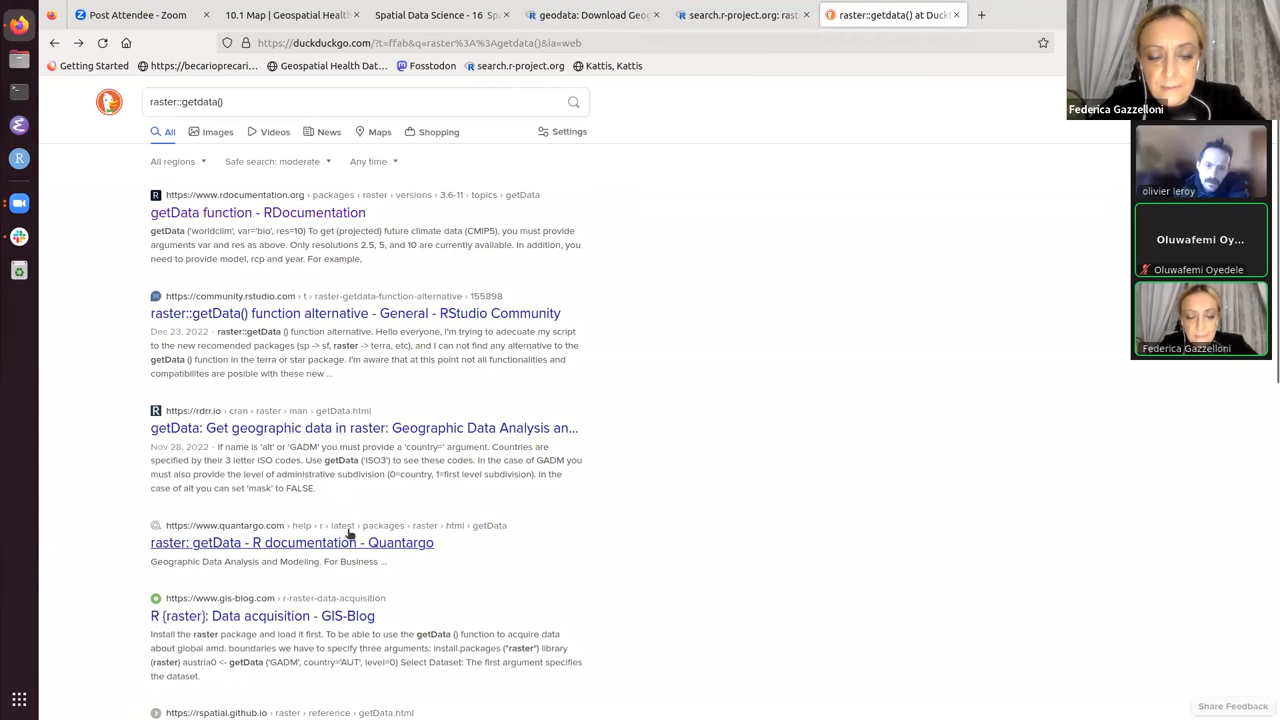 Post Attendee - Zoom
10.1 Map | Geospatial Health
Spatial Data Science - 16 Sp
geodata: Download Geog
search.r-project.org: rast
raster::getdata() at Duck
https://duckduckgo.com/?t=ffab&q=raster%3A%3Agetdata()&ia=web
Getting Started
https://becarioprecari...
Geospatial Health Dat...
Fosstodon
search.r-project.org
Kattis, Kattis
raster::getdata()
All
Images
Videos
News
Maps
Shopping
Settings
All regions
Safe search: moderate
Any time
https://www.rdocumentation.org › packages › raster › versions › 3.6-11 › topics › getData
getData function - RDocumentation
getData ('worldclim', var='bio', res=10) To get (projected) future climate data (CMIP5), you must provide
arguments var and res as above. Only resolutions 2.5, 5, and 10 are currently available. In addition, you
need to provide model, rcp and year. For example,
https://community.rstudio.com › t › raster-getdata-function-alternative › 155898
raster::getData() function alternative - General - RStudio Community
Dec 23, 2022 · raster::getData () function alternative. Hello everyone, I'm trying to adecuate my script
to the new recomended packages (sp -> sf, raster -> terra, etc), and I can not find any alternative to the
getData () function in the terra or star package. I'm aware that at this point not all functionalities and
compatibilites are posible with these new ...
https://rdrr.io › cran › raster › man › getData.html
getData: Get geographic data in raster: Geographic Data Analysis an...
Nov 28, 2022 · If name is 'alt' or 'GADM' you must provide a 'country=' argument. Countries are
specified by their 3 letter ISO codes. Use getData ('ISO3') to see these codes. In the case of GADM you
must also provide the level of administrative subdivision (0=country, 1=first level subdivision). In the
case of alt you can set 'mask' to FALSE.
https://www.quantargo.com › help › r › latest › packages › raster › html › getData
raster: getData - R documentation - Quantargo
Geographic Data Analysis and Modeling. For Business ...
https://www.gis-blog.com › r-raster-data-acquisition
R {raster}: Data acquisition - GIS-Blog
Install the raster package and load it first. To be able to use the getData () function to acquire data
about global amd. boundaries we have to specify three arguments: install.packages ("raster") library
(raster) austria0 <- getData ('GADM', country='AUT', level=0) Select Dataset: The first argument specifies
the dataset.
https://rspatial.github.io › raster › reference › getData.html
Share Feedback
Federica Gazzelloni
olivier leroy
Oluwafemi Oy...
Oluwafemi Oyedele
Federica Gazzelloni